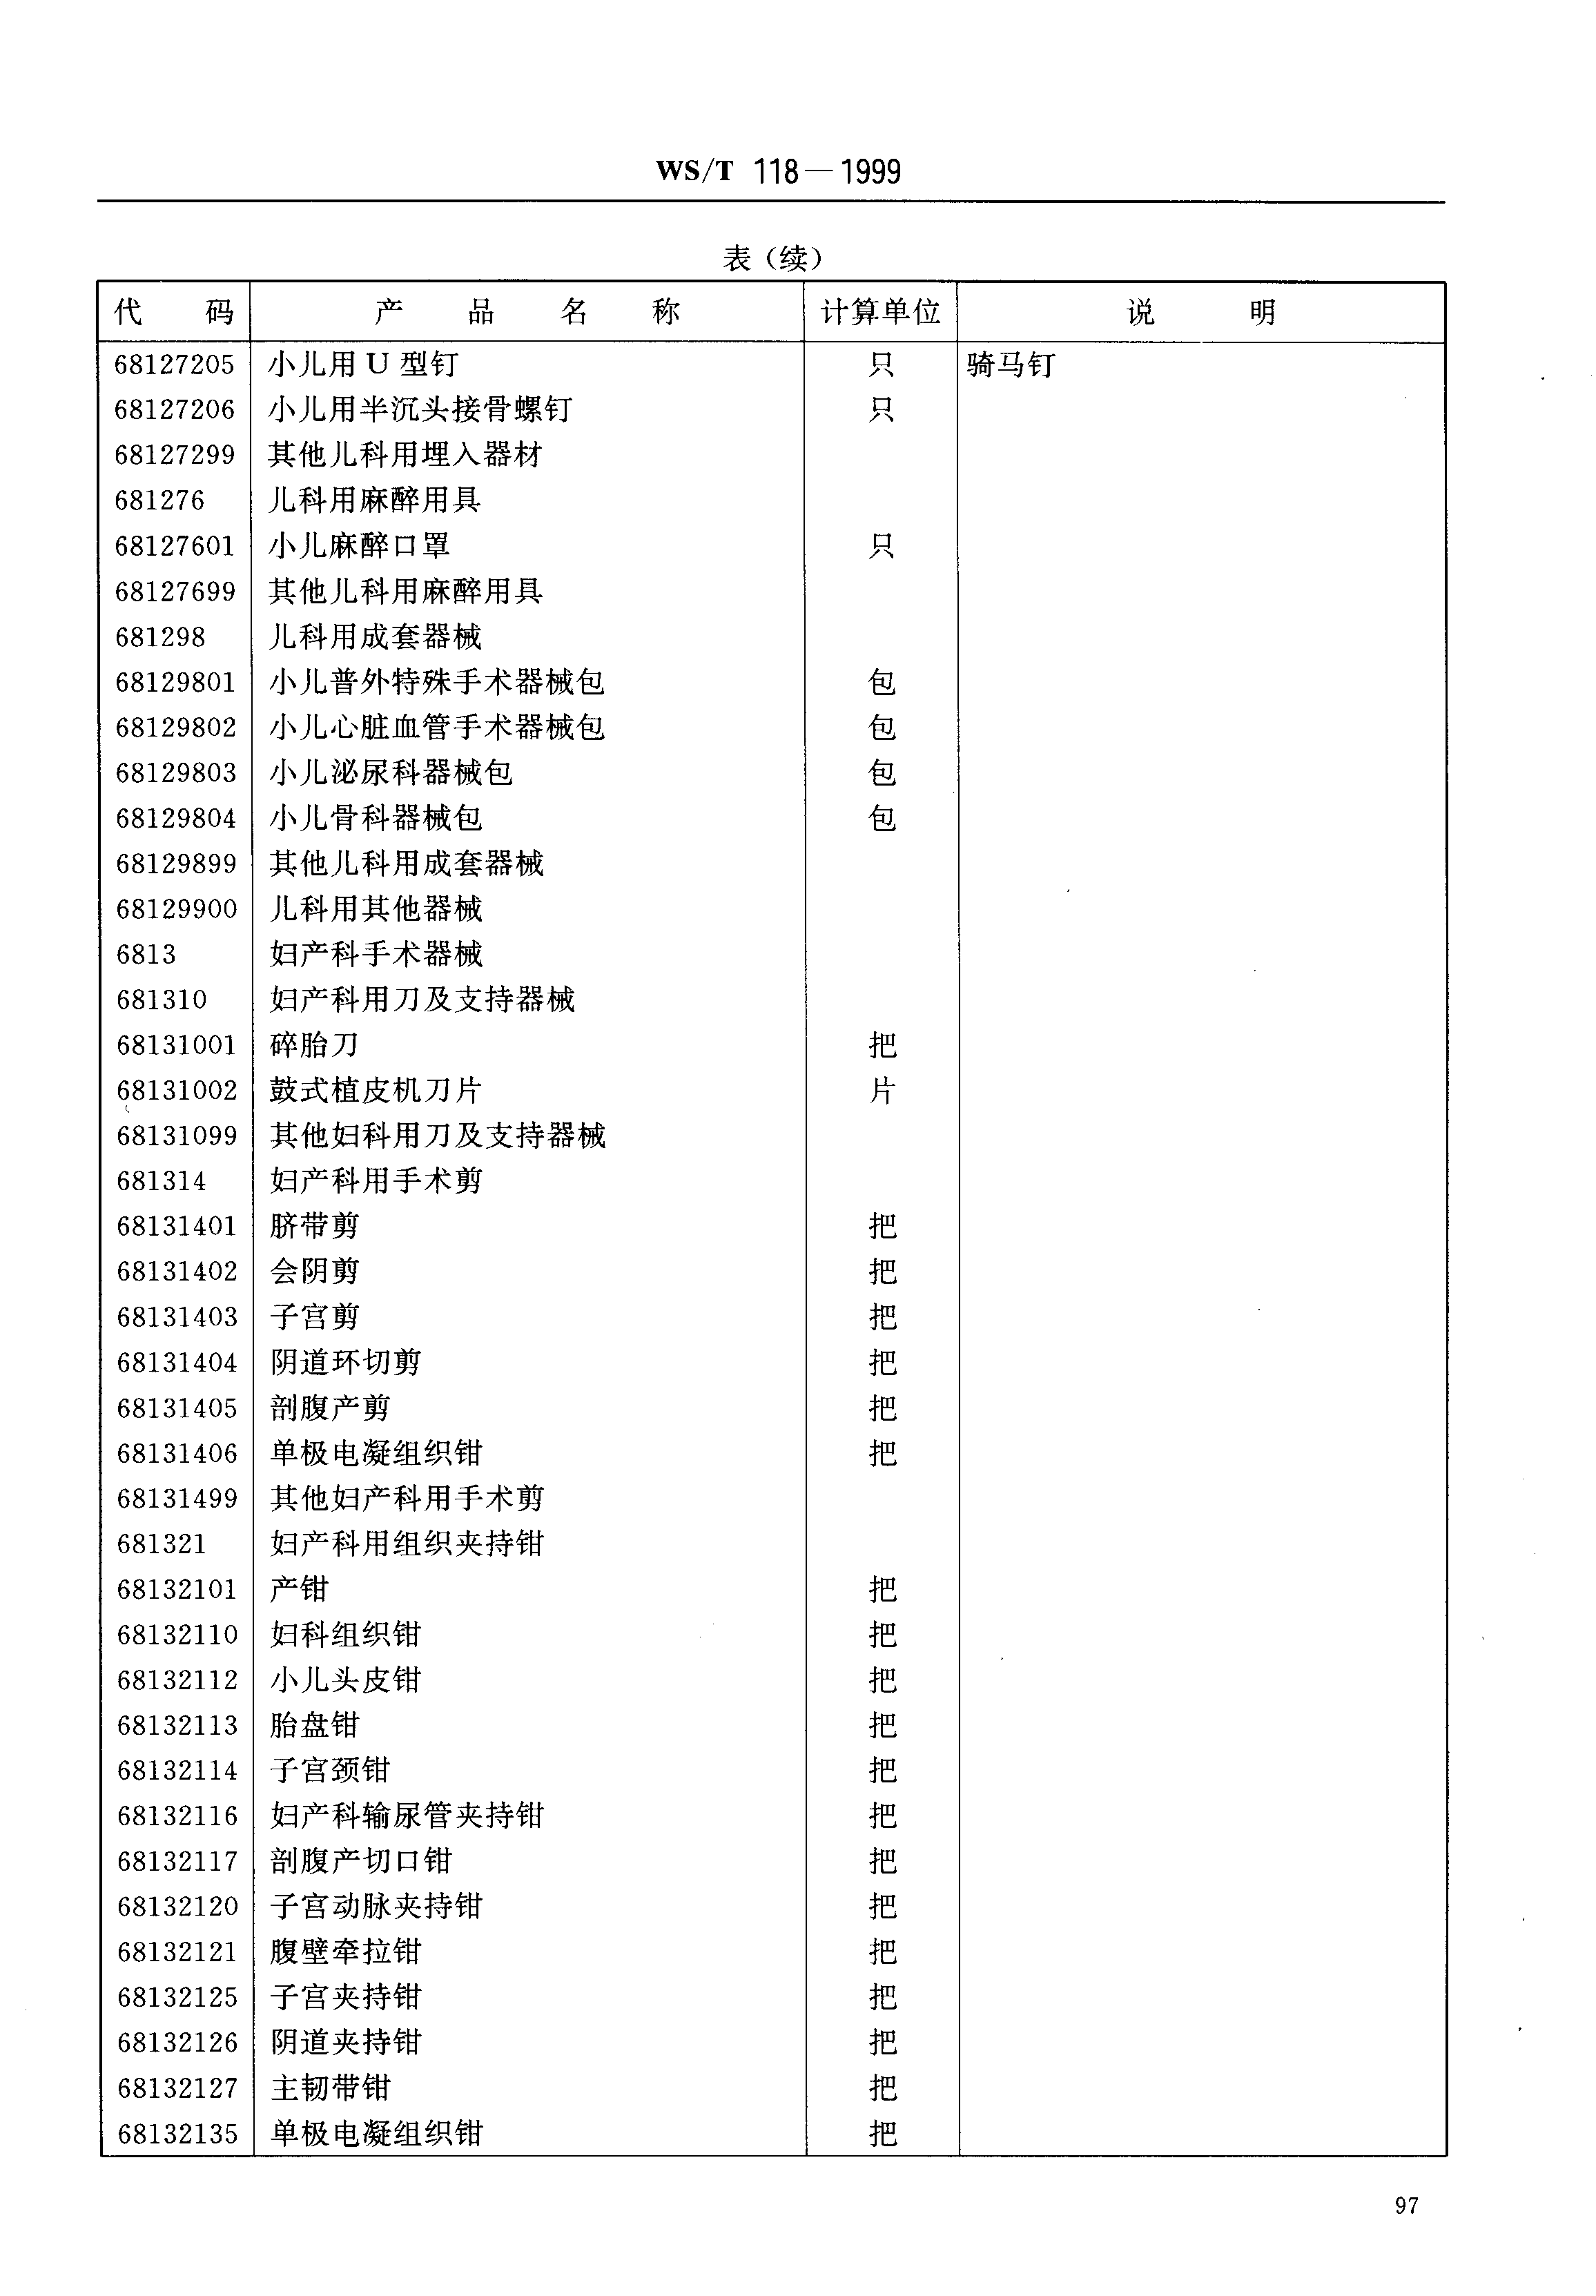 WS/T 118—1999
表（续）
代 码 产 品 名 称 计算单位 说 明
68127205 小儿用 U 型钉 只 骑马钉
68127206 小儿用半沉头接骨螺钉 只
68127299 其他儿科用埋入器材
681276 儿科用麻醉用具
68127601 小儿麻醉口罩 只
68127699 其他儿科用麻醉用具
681298 儿科用成套器械
68129801 小儿普外特殊手术器械包 包
68129802 小儿心脏血管手术器械包 包
68129803 小儿泌尿科器械包 包
68129804 小儿骨科器械包 包
68129899 其他儿科用成套器械
68129900 儿科用其他器械
6813 妇产科手术器械
681310 妇产科用刀及支持器械
68131001 碎胎刀 把
68131002 鼓式植皮机刀片 片
68131099 其他妇科用刀及支持器械
681314 妇产科用手术剪
68131401 脐带剪 把
68131402 会阴剪 把
68131403 子宫剪 把
68131404 阴道环切剪 把
68131405 剖腹产剪 把
68131406 单极电凝组织钳 把
68131499 其他妇产科用手术剪
681321 妇产科用组织夹持钳
68132101 产钳 把
68132110 妇科组织钳 把
68132112 小儿头皮钳 把
68132113 胎盘钳 把
68132114 子宫颈钳 把
68132116 妇产科输尿管夹持钳 把
68132117 剖腹产切口钳 把
68132120 子宫动脉夹持钳 把
68132121 腹壁牵拉钳 把
68132125 子宫夹持钳 把
68132126 阴道夹持钳 把
68132127 主韧带钳 把
68132135 单极电凝组织钳 把
97